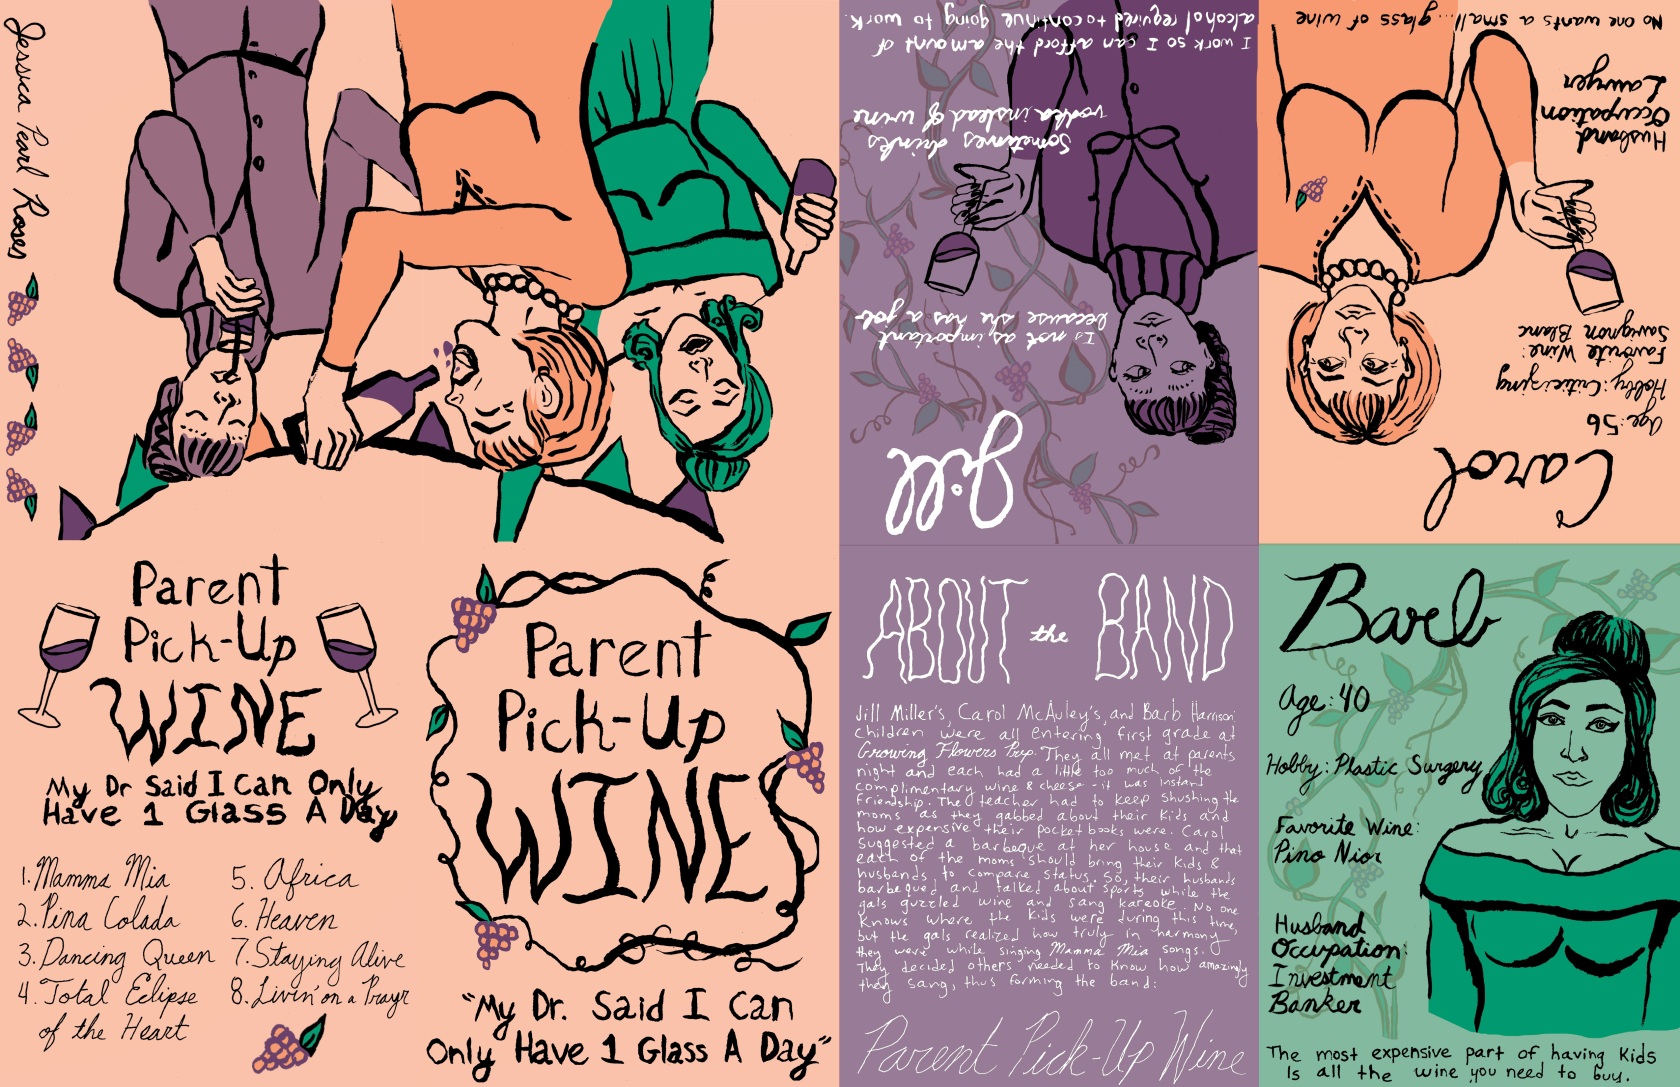 Jessica Pearl Roses
I work so I can afford the amount of
alcohol required to continue going to work.
Sometimes drinks
vodka instead of wine
Is not as important
because she has a job
Jill
No one wants a small.... glass of wine
Husband
Occupation
Lawyer
Age: 56
Hobby: Criticizing
Favorite Wine:
Sauvignon Blanc
Carol
Parent
Pick-Up
WINE
My Dr Said I Can Only
Have 1 Glass A Day
1. Mamma Mia
2. Pina Colada
3. Dancing Queen
4. Total Eclipse
of the Heart
5. Africa
6. Heaven
7. Staying Alive
8. Livin' on a Prayr
Parent
Pick-Up
WINE
"My Dr. Said I Can
Only Have 1 Glass A Day"
ABOUT the BAND
Jill Miller's, Carol McAuley's, and Barb Harrison
children were all entering first grade at
Growing Flowers Prep. They all met at parents
night and each had a little too much of the
complimentary wine & cheese - it was instant
friendship. The teacher had to keep shushing the
moms as they gabbed about their kids and
how expensive their pocket books were. Carol
suggested a barbeque at her house and that
each of the moms should bring their kids &
husbands to compare status. So, their husbands
barbequed and talked about sports while the
gals guzzled wine and sang kareoke. No one
knows where the kids were during this time,
but the gals realized how truly in harmony
they were while singing Mamma Mia songs.
They decided others needed to know how amazingly
they sang, thus forming the band:
Parent Pick-Up Wine
Barb
Age: 40
Hobby: Plastic Surgery
Favorite Wine:
Pino Nior
Husband
Occupation:
Investment
Banker
The most expensive part of having kids
Is all the wine you need to buy.